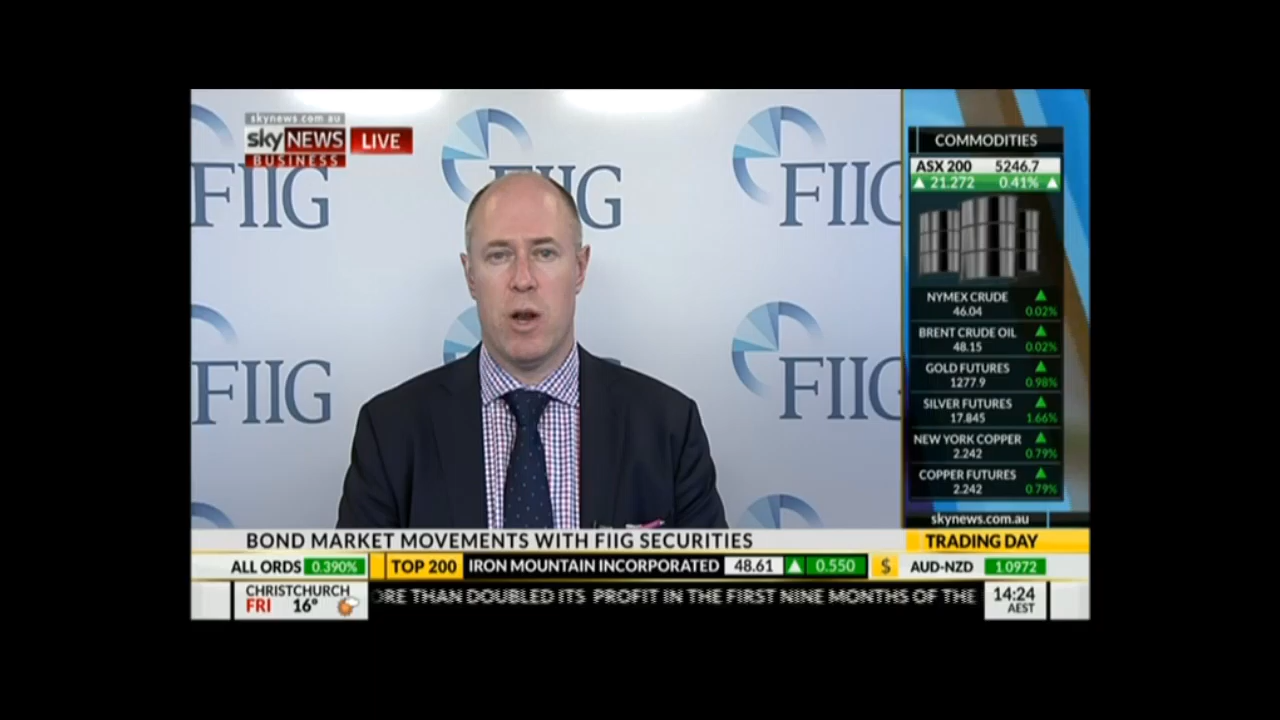 skynews.com.au
sky NEWS
BUSINESS
LIVE
FIIG
FIIG
FIIG
FIIG
FIIG
FIIG
COMMODITIES
ASX 200 5246.7
21.272 0.41%
NYMEX CRUDE
46.04 0.02%
BRENT CRUDE OIL
48.15 0.02%
GOLD FUTURES
1277.9 0.98%
SILVER FUTURES
17.845 1.66%
NEW YORK COPPER
2.242 0.79%
COPPER FUTURES
2.242 0.79%
skynews.com.au
BOND MARKET MOVEMENTS WITH FIIG SECURITIES
TRADING DAY
ALL ORDS 0.390% TOP 200 IRON MOUNTAIN INCORPORATED 48.61 0.550 $ AUD-NZD 1.0972
CHRISTCHURCH
FRI 16°
ORE THAN DOUBLED ITS PROFIT IN THE FIRST NINE MONTHS OF THE
14:24
AEST